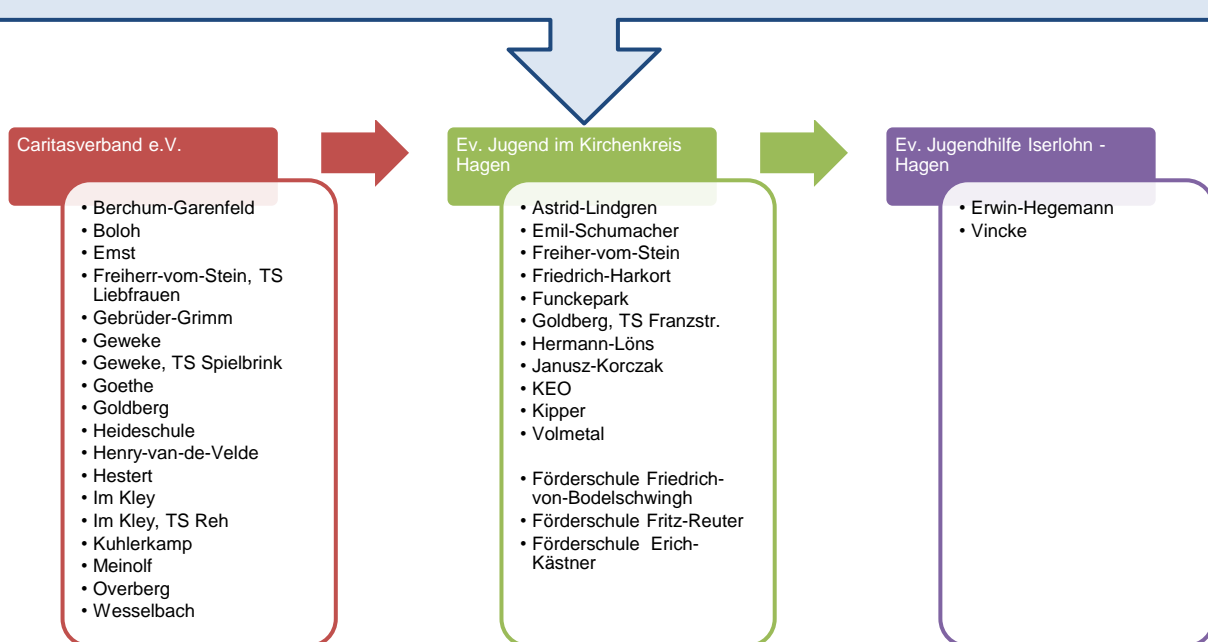 Caritasverband e.V.
• Berchum-Garenfeld
• Boloh
• Emst
• Freiherr-vom-Stein, TS
Liebfrauen
• Gebrüder-Grimm
• Geweke
• Geweke, TS Spielbrink
• Goethe
• Goldberg
• Heideschule
• Henry-van-de-Velde
• Hestert
• Im Kley
• Im Kley, TS Reh
• Kuhlerkamp
• Meinolf
• Overberg
• Wesselbach
Ev. Jugend im Kirchenkreis
Hagen
• Astrid-Lindgren
• Emil-Schumacher
• Freiher-vom-Stein
• Friedrich-Harkort
• Funckepark
• Goldberg, TS Franzstr.
• Hermann-Löns
• Janusz-Korczak
• KEO
• Kipper
• Volmetal
• Förderschule Friedrich-
von-Bodelschwingh
• Förderschule Fritz-Reuter
• Förderschule Erich-
Kästner
Ev. Jugendhilfe Iserlohn -
Hagen
• Erwin-Hegemann
• Vincke